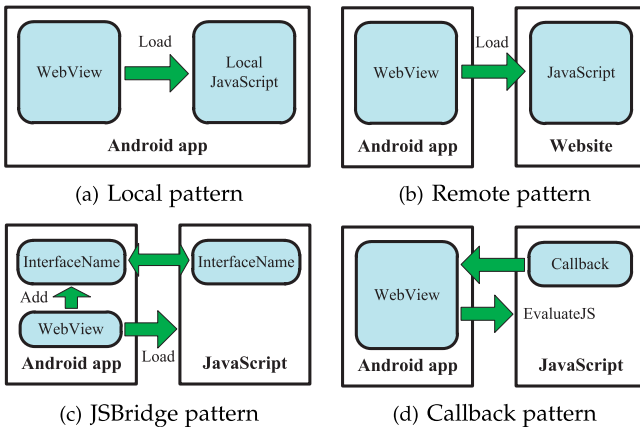 Load
WebView
Local
JavaScript
Android app
(a) Local pattern
Load
WebView
JavaScript
Android app
Website
(b) Remote pattern
InterfaceName
InterfaceName
Add
WebView
Load
Android app
JavaScript
(c) JSBridge pattern
Callback
WebView
EvaluateJS
Android app
JavaScript
(d) Callback pattern